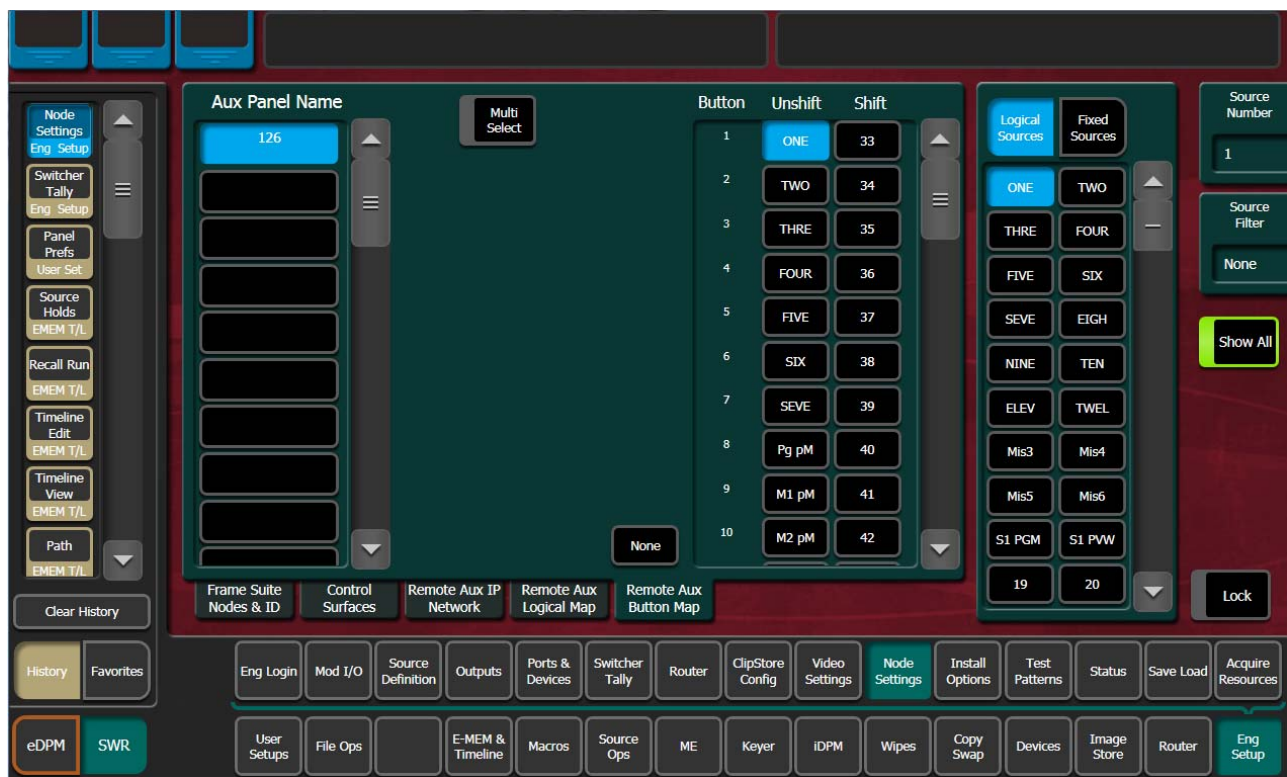 Node
Settings
Eng Setup
Switcher
Tally
Eng Setup
Panel
Prefs
User Set
Source
Holds
EMEM T/L
Recall Run
EMEM T/L
Timeline
Edit
EMEM T/L
Timeline
View
EMEM T/L
Path
EMEM T/L
Clear History
History Favorites
eDPM SWR
Aux Panel Name
126
Multi
Select
None
Button Unshift Shift
1 ONE 33
2 TWO 34
3 THRE 35
4 FOUR 36
5 FIVE 37
6 SIX 38
7 SEVE 39
8 Pg pM 40
9 M1 pM 41
10 M2 pM 42
Logical
Sources
Fixed
Sources
ONE TWO
THRE FOUR
FIVE SIX
SEVE EIGH
NINE TEN
ELEV TWEL
Mis3 Mis4
Mis5 Mis6
S1 PGM S1 PVW
19 20
Source
Number
1
Source
Filter
None
Show All
Lock
Frame Suite
Nodes & ID
Control
Surfaces
Remote Aux IP
Network
Remote Aux
Logical Map
Remote Aux
Button Map
Eng Login
Mod I/O
Source
Definition
Outputs
Ports &
Devices
Switcher
Tally
Router
ClipStore
Config
Video
Settings
Node
Settings
Install
Options
Test
Patterns
Status
Save Load
Acquire
Resources
User
Setups
File Ops
E-MEM &
Timeline
Macros
Source
Ops
ME
Keyer
iDPM
Wipes
Copy
Swap
Devices
Image
Store
Router
Eng
Setup